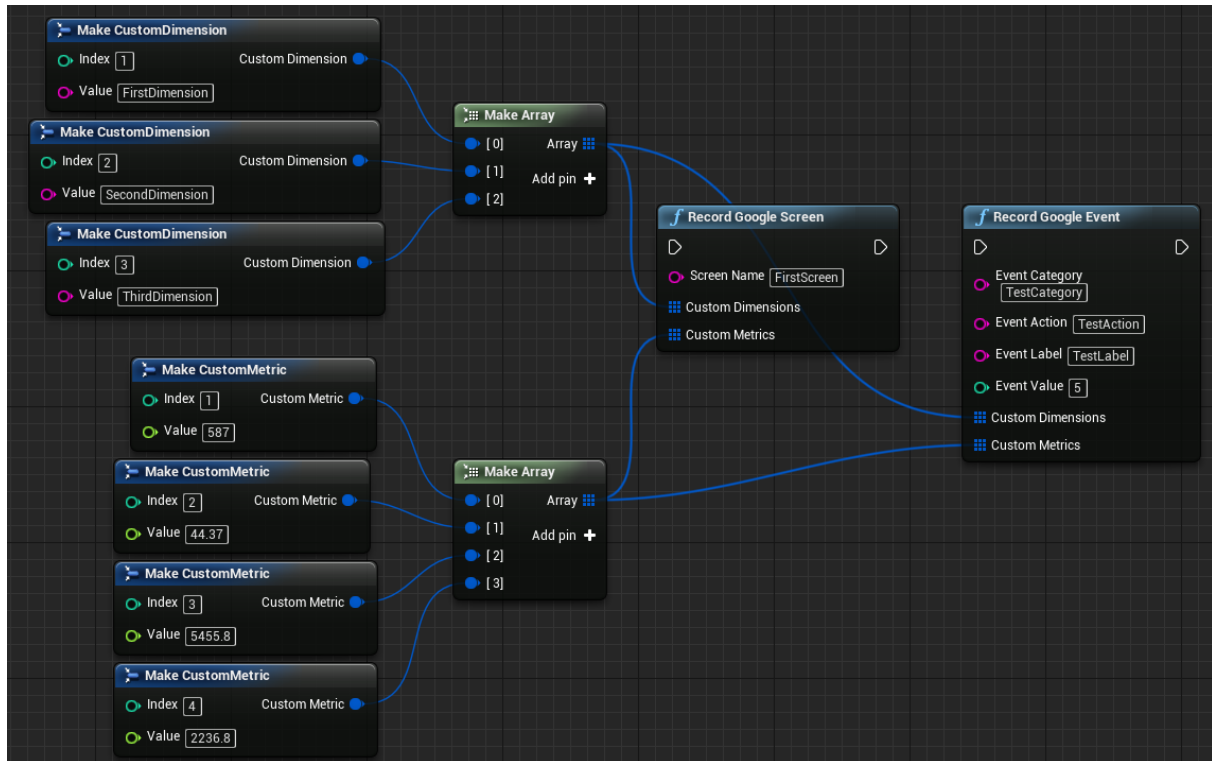 Make CustomDimension
Index 1 Custom Dimension
Value FirstDimension
Make CustomDimension
Index 2 Custom Dimension
Value SecondDimension
Make CustomDimension
Index 3 Custom Dimension
Value ThirdDimension
Make Array
[0] Array
[1] Add pin
[2]
Make CustomMetric
Index 1 Custom Metric
Value 587
Make CustomMetric
Index 2 Custom Metric
Value 44.37
Make CustomMetric
Index 3 Custom Metric
Value 5455.8
Make CustomMetric
Index 4 Custom Metric
Value 2236.8
Make Array
[0] Array
[1] Add pin
[2]
[3]
f Record Google Screen
Screen Name FirstScreen
Custom Dimensions
Custom Metrics
f Record Google Event
Event Category
TestCategory
Event Action TestAction
Event Label TestLabel
Event Value 5
Custom Dimensions
Custom Metrics